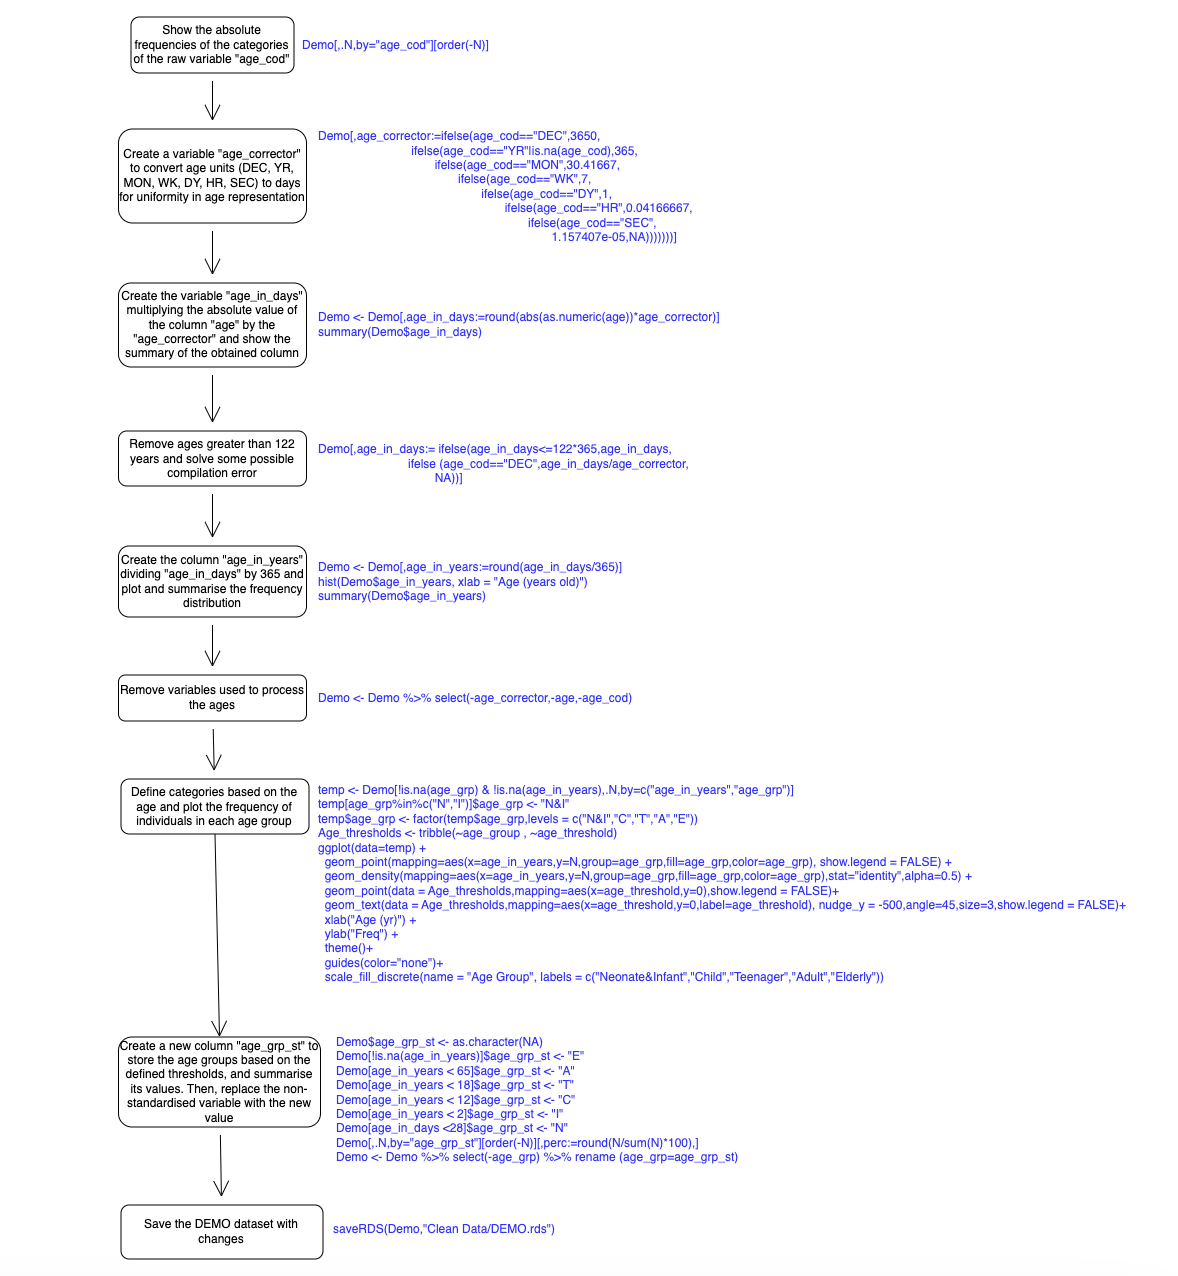 Show the absolute
frequencies of the categories
of the raw variable "age_cod"
Demo[,.N,by="age_cod"][order(-N)]
Create a variable "age_corrector"
to convert age units (DEC, YR,
MON, WK, DY, HR, SEC) to days
for uniformity in age representation
Demo[,age_corrector:=ifelse(age_cod=="DEC",3650,
ifelse(age_cod=="YR"|is.na(age_cod),365,
ifelse(age_cod=="MON",30.41667,
ifelse(age_cod=="WK",7,
ifelse(age_cod=="DY",1,
ifelse(age_cod=="HR",0.04166667,
ifelse(age_cod=="SEC",
1.157407e-05,NA)))))))]
Create the variable "age_in_days"
multiplying the absolute value of
the column "age" by the
"age_corrector" and show the
summary of the obtained column
Demo <- Demo[,age_in_days:=round(abs(as.numeric(age))*age_corrector)]
summary(Demo$age_in_days)
Remove ages greater than 122
years and solve some possible
compilation error
Demo[,age_in_days:= ifelse(age_in_days<=122*365,age_in_days,
ifelse (age_cod=="DEC",age_in_days/age_corrector,
NA))]
Create the column "age_in_years"
dividing "age_in_days" by 365 and
plot and summarise the frequency
distribution
Demo <- Demo[,age_in_years:=round(age_in_days/365)]
hist(Demo$age_in_years, xlab = "Age (years old)")
summary(Demo$age_in_years)
Remove variables used to process
the ages
Demo <- Demo %>% select(-age_corrector,-age,-age_cod)
Define categories based on the
age and plot the frequency of
individuals in each age group
temp <- Demo[!is.na(age_grp) & !is.na(age_in_years),.N,by=c("age_in_years","age_grp")]
temp[age_grp%in%c("N","I")]$age_grp <- "N&I"
temp$age_grp <- factor(temp$age_grp,levels = c("N&I","C","T","A","E"))
Age_thresholds <- tribble(~age_group , ~age_threshold)
ggplot(data=temp) +
geom_point(mapping=aes(x=age_in_years,y=N,group=age_grp,fill=age_grp,color=age_grp), show.legend = FALSE) +
geom_density(mapping=aes(x=age_in_years,y=N,group=age_grp,fill=age_grp,color=age_grp),stat="identity",alpha=0.5) +
geom_point(data = Age_thresholds,mapping=aes(x=age_threshold,y=0),show.legend = FALSE)+
geom_text(data = Age_thresholds,mapping=aes(x=age_threshold,y=0,label=age_threshold), nudge_y = -500,angle=45,size=3,show.legend = FALSE)+
xlab("Age (yr)") +
ylab("Freq") +
theme()+
guides(color="none")+
scale_fill_discrete(name = "Age Group", labels = c("Neonate&Infant","Child","Teenager","Adult","Elderly"))
Create a new column "age_grp_st" to
store the age groups based on the
defined thresholds, and summarise
its values. Then, replace the non-
standardised variable with the new
value
Demo$age_grp_st <- as.character(NA)
Demo[!is.na(age_in_years)]$age_grp_st <- "E"
Demo[age_in_years < 65]$age_grp_st <- "A"
Demo[age_in_years < 18]$age_grp_st <- "T"
Demo[age_in_years < 12]$age_grp_st <- "C"
Demo[age_in_years < 2]$age_grp_st <- "I"
Demo[age_in_days <28]$age_grp_st <- "N"
Demo[,.N,by="age_grp_st"][order(-N)][,perc:=round(N/sum(N)*100),]
Demo <- Demo %>% select(-age_grp) %>% rename (age_grp=age_grp_st)
Save the DEMO dataset with
changes
saveRDS(Demo,"Clean Data/DEMO.rds")